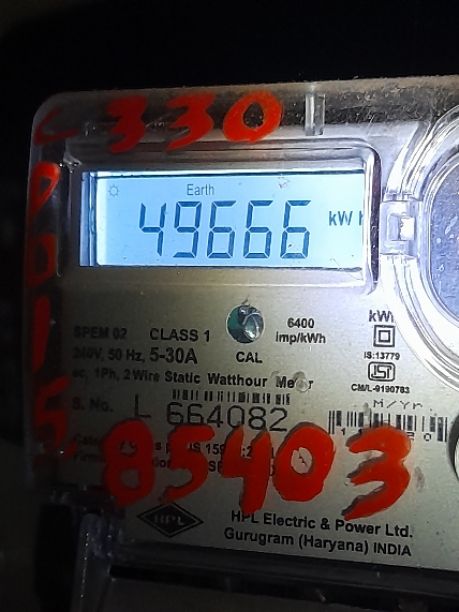 330
Earth
49666 kW
SPEM 02 CLASS 1 6400 imp/kWh
240V, 50 Hz, 5-30A CAL
IS:13779
ac, 1Ph, 2 Wire Static Watthour Meter
CM/L-9190783
S. No. L 664082 M/Yr.
85403
HPL
HPL Electric & Power Ltd.
Gurugram (Haryana) INDIA